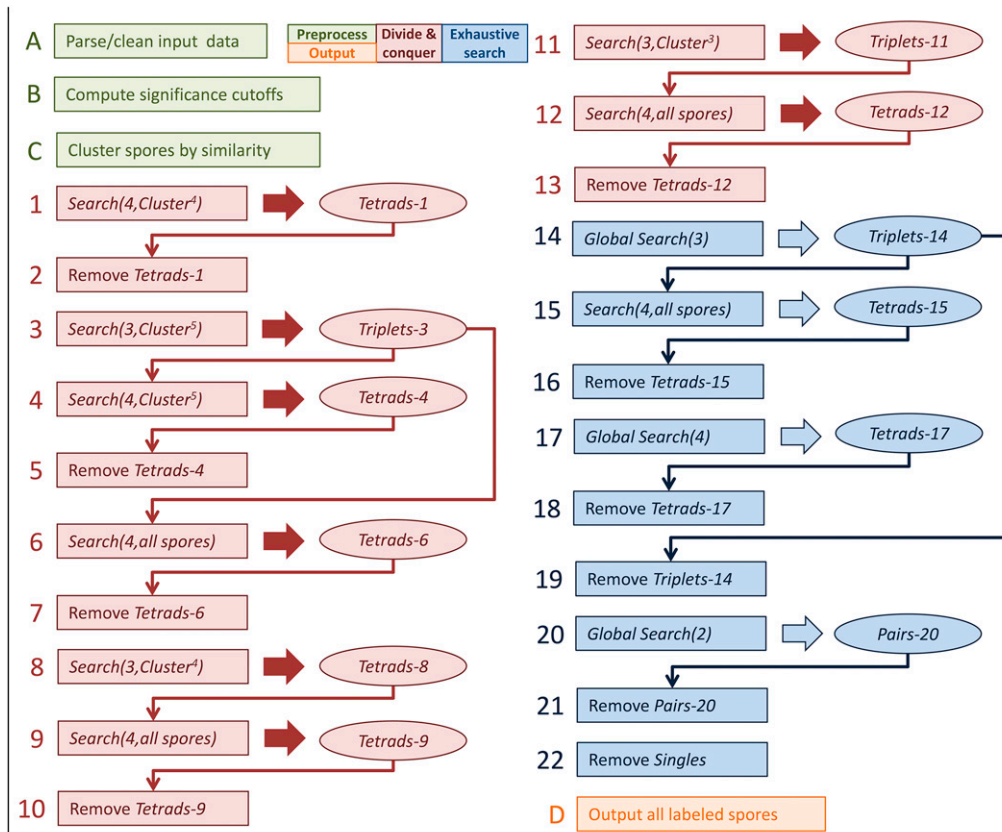 A Parse/clean input data
Preprocess
Output
Divide &
conquer
Exhaustive
search
B Compute significance cutoffs
C Cluster spores by similarity
1 Search(4,Cluster⁴) Tetrads-1
2 Remove Tetrads-1
3 Search(3,Cluster⁵) Triplets-3
4 Search(4,Cluster⁵) Tetrads-4
5 Remove Tetrads-4
6 Search(4,all spores) Tetrads-6
7 Remove Tetrads-6
8 Search(3,Cluster⁴) Tetrads-8
9 Search(4,all spores) Tetrads-9
10 Remove Tetrads-9
11 Search(3,Cluster³) Triplets-11
12 Search(4,all spores) Tetrads-12
13 Remove Tetrads-12
14 Global Search(3) Triplets-14
15 Search(4,all spores) Tetrads-15
16 Remove Tetrads-15
17 Global Search(4) Tetrads-17
18 Remove Tetrads-17
19 Remove Triplets-14
20 Global Search(2) Pairs-20
21 Remove Pairs-20
22 Remove Singles
D Output all labeled spores